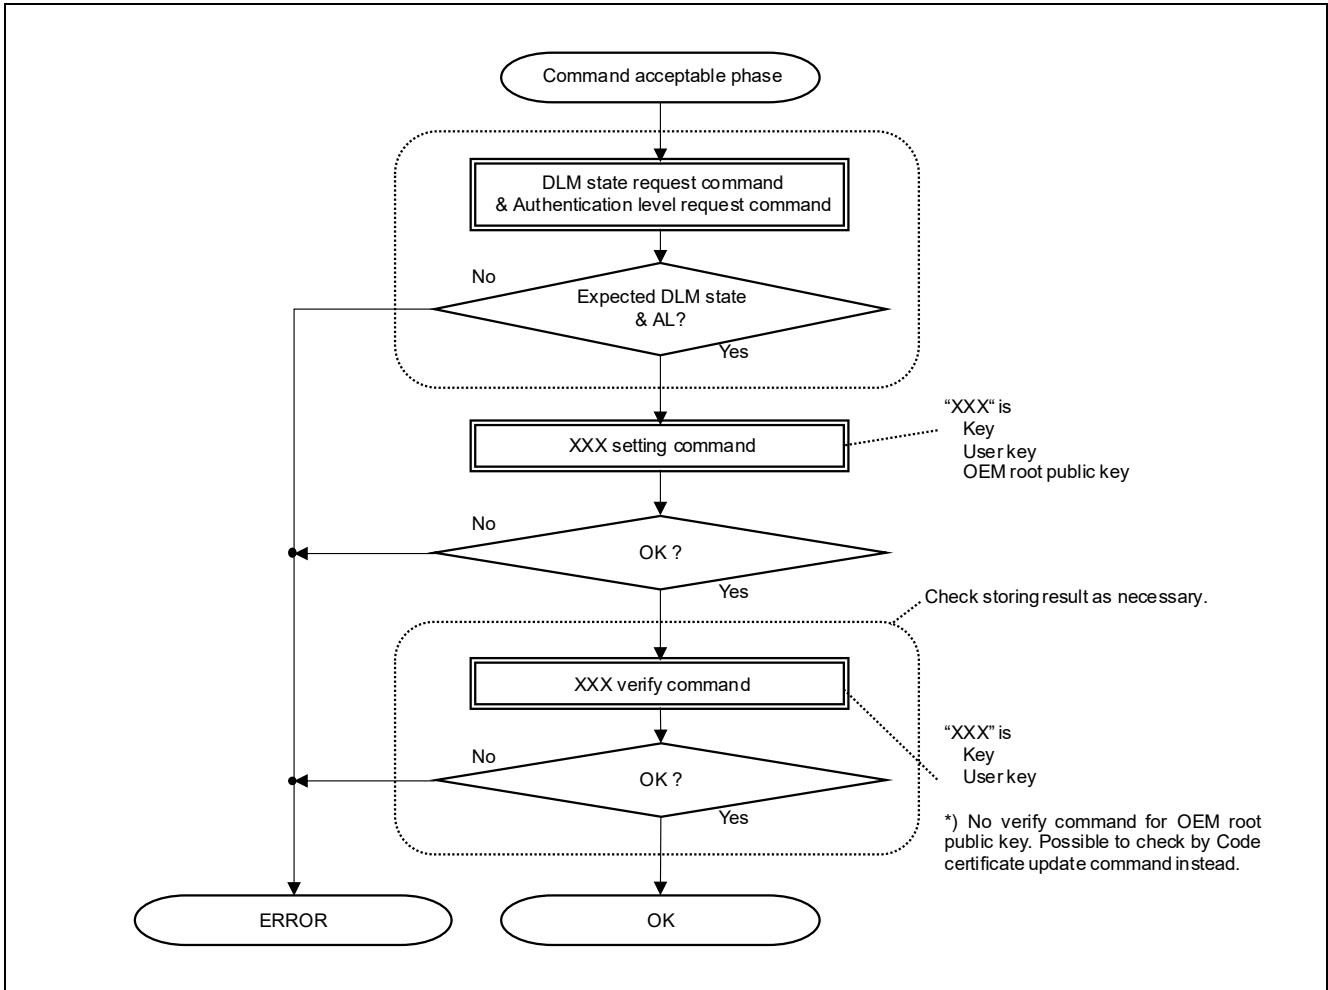 Command acceptable phase
DLM state request command
& Authentication level request command
No
Expected DLM state
& AL?
Yes
“XXX“ is
Key
User key
OEM root public key
XXX setting command
No
OK ?
Yes
Check storing result as necessary.
XXX verify command
“XXX” is
Key
User key
No
OK ?
Yes
*) No verify command for OEM root
public key. Possible to check by Code
certificate update command instead.
ERROR
OK